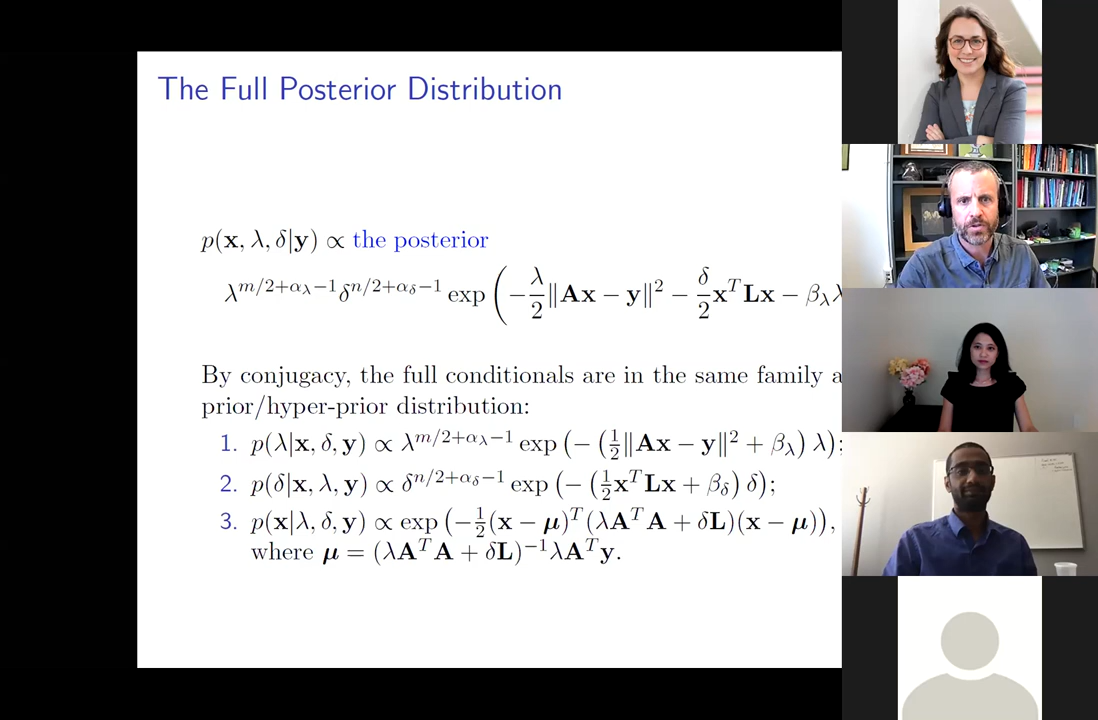 The Full Posterior Distribution
p(x, λ, δ|y) ∝ the posterior
λ^{m/2+α_λ−1}δ^{n/2+α_δ−1} exp (−λ/2 ‖Ax − y‖² − δ/2 x^T Lx − β_λ λ
By conjugacy, the full conditionals are in the same family a
prior/hyper-prior distribution:
1. p(λ|x, δ, y) ∝ λ^{m/2+α_λ−1} exp (− (½‖Ax − y‖² + β_λ) λ);
2. p(δ|x, λ, y) ∝ δ^{n/2+α_δ−1} exp (− (½x^T Lx + β_δ) δ);
3. p(x|λ, δ, y) ∝ exp (−½(x − μ)^T(λA^T A + δL)(x − μ)),
where μ = (λA^T A + δL)^{−1}λA^T y.